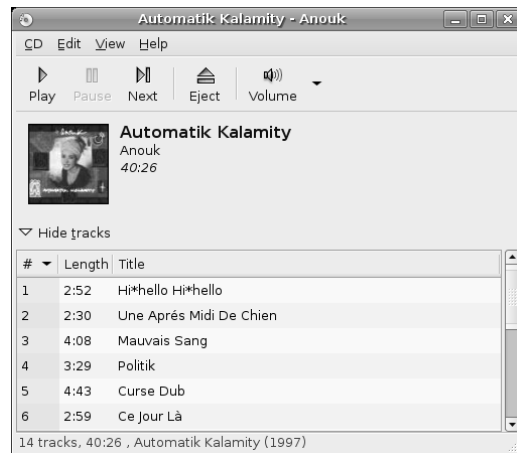 Automatik Kalamity - Anouk
CD Edit View Help
Play Pause Next Eject Volume
Automatik Kalamity
Anouk
40:26
Hide tracks
# Length Title
1 2:52 Hi*hello Hi*hello
2 2:30 Une Aprés Midi De Chien
3 4:08 Mauvais Sang
4 3:29 Politik
5 4:43 Curse Dub
6 2:59 Ce Jour Là
14 tracks, 40:26 , Automatik Kalamity (1997)